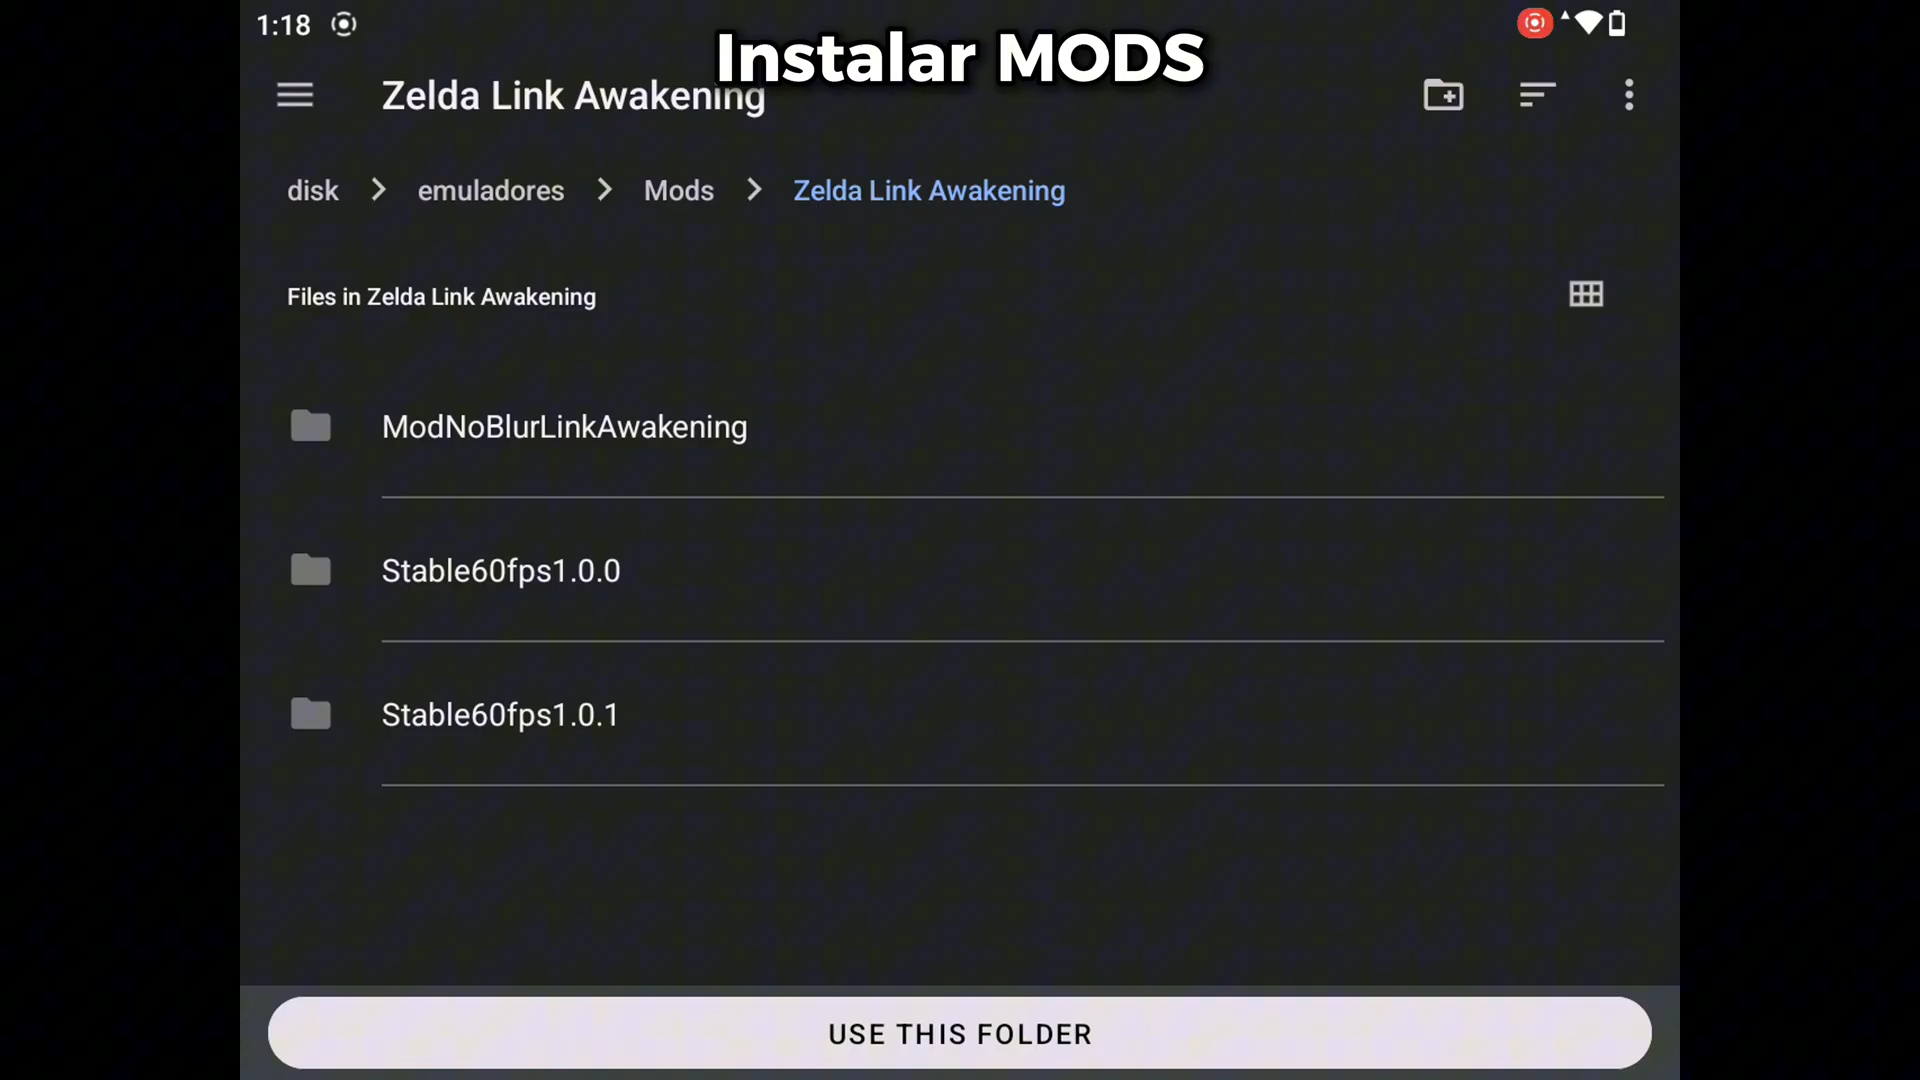 1:18
Instalar MODS
Zelda Link Awakening
disk
emuladores
Mods
Zelda Link Awakening
Files in Zelda Link Awakening
ModNoBlurLinkAwakening
Stable60fps1.0.0
Stable60fps1.0.1
USE THIS FOLDER